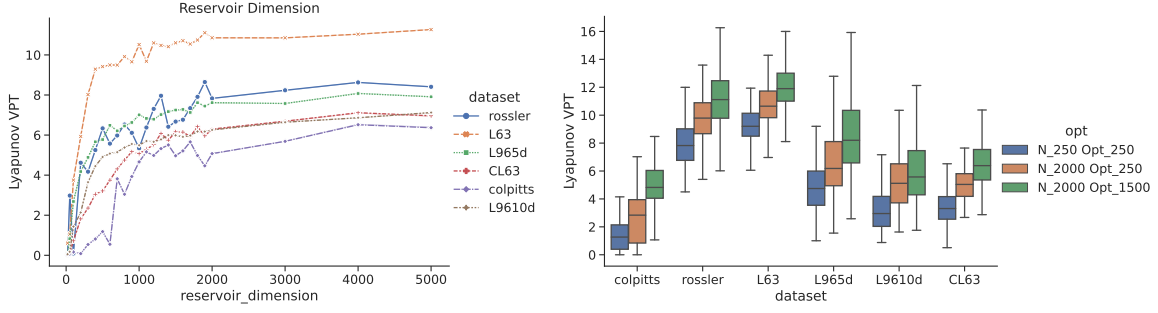 Reservoir Dimension
Lyapunov VPT
10
8
6
4
2
0
0 1000 2000 3000 4000 5000
reservoir_dimension
dataset
rossler
L63
L965d
CL63
colpitts
L9610d
Lyapunov VPT
16
14
12
10
8
6
4
2
0
colpitts rossler L63 L965d L9610d CL63
dataset
opt
N_250 Opt_250
N_2000 Opt_250
N_2000 Opt_1500